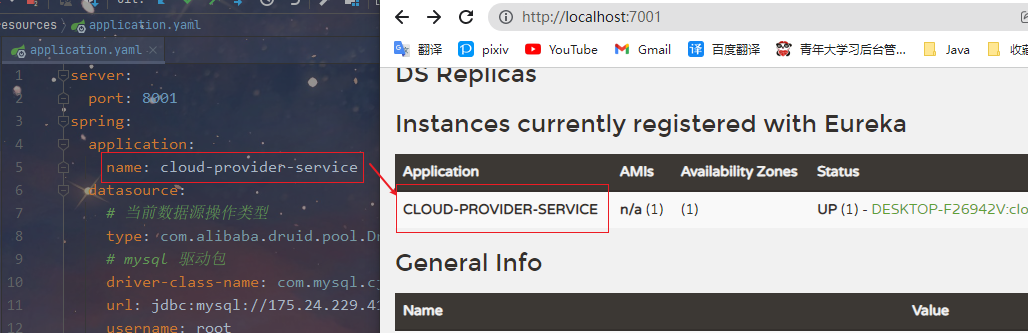 esources
application.yaml
application.yaml
1 server:
2 port: 8001
3 spring:
4 application:
5 name: cloud-provider-service
6 datasource:
7 # 当前数据源操作类型
8 type: com.alibaba.druid.pool.Dr
9 # mysql 驱动包
10 driver-class-name: com.mysql.cj
11 url: jdbc:mysql://175.24.229.41
12 username: root
http://localhost:7001
翻译 pixiv YouTube Gmail 百度翻译 青年大学习后台管... Java 收藏
DS Replicas
Instances currently registered with Eureka
Application AMIs Availability Zones Status
CLOUD-PROVIDER-SERVICE n/a (1) (1) UP (1) - DESKTOP-F26942V:clo
General Info
Name Value